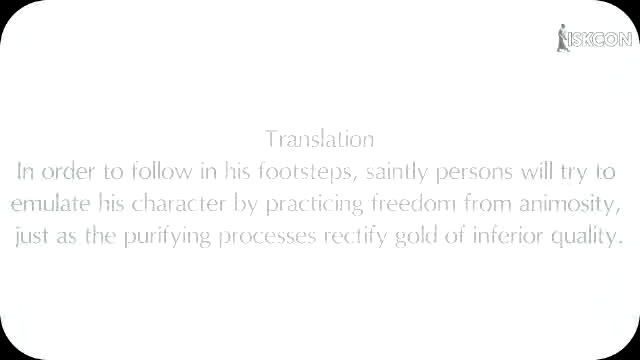 ISKCON
Translation
In order to follow in his footsteps, saintly persons will try to
emulate his character by practicing freedom from animosity,
just as the purifying processes rectify gold of inferior quality.